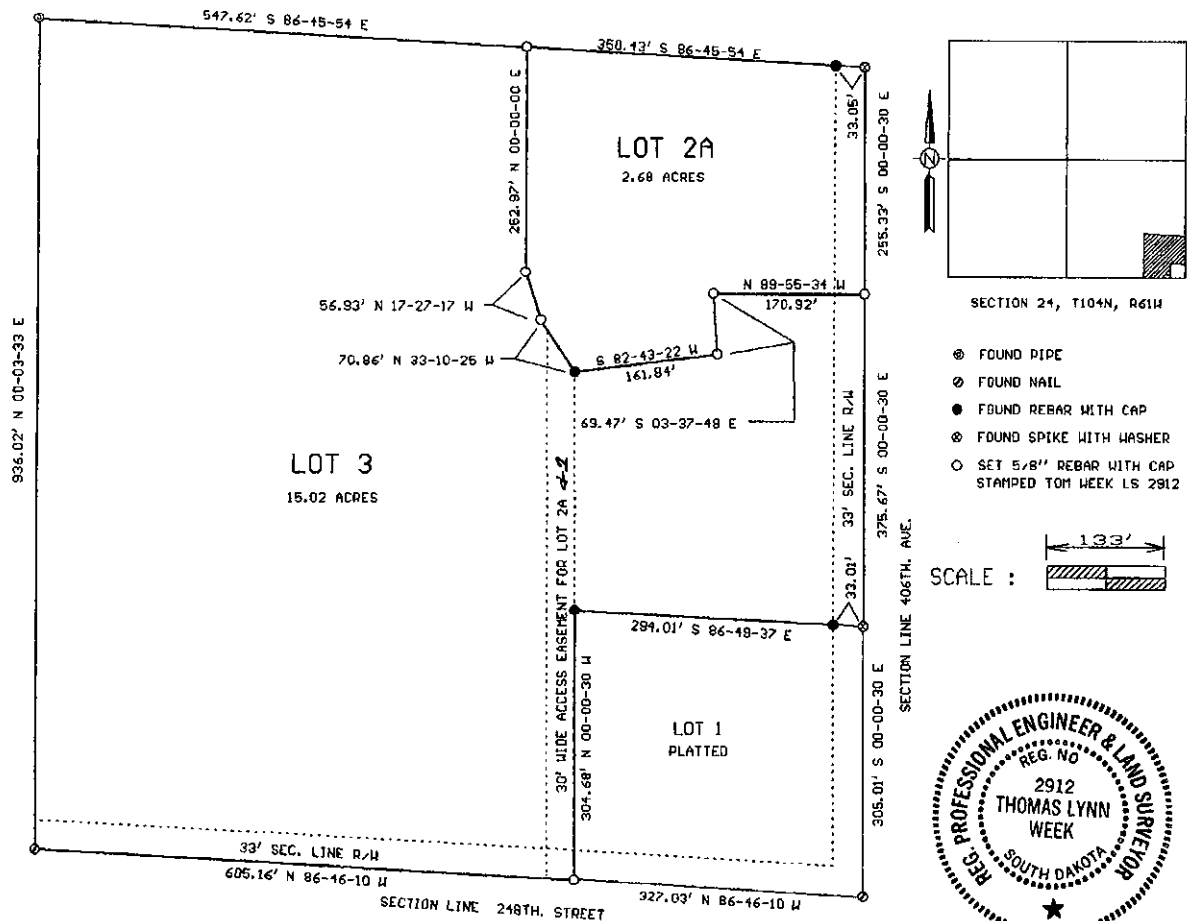 547.62' S 86-45-54 E
350.43' S 86-45-54 E
33.05'
252.97' N 00-00-00 E
LOT 2A
2.68 ACRES
255.33' S 00-00-30 E
N
SECTION 24, T104N, R61W
56.93' N 17-27-17 W
70.86' N 33-10-25 W
N 89-55-34 W
170.92'
S 82-43-22 W
161.84'
69.47' S 03-37-48 E
FOUND PIPE
FOUND NAIL
FOUND REBAR WITH CAP
FOUND SPIKE WITH WASHER
SET 5/8'' REBAR WITH CAP
STAMPED TOM WEEK LS 2912
936.02' N 00-03-33 E
LOT 3
15.02 ACRES
30' WIDE ACCESS EASEMENT FOR LOT 2A
33' SEC. LINE R/W
375.67' S 00-00-30 E
SECTION LINE 406TH. AVE.
133'
SCALE :
33.01'
294.01' S 86-49-37 E
304.68' N 00-00-30 W
LOT 1
PLATTED
305.01' S 00-00-30 E
33' SEC. LINE R/W
605.16' N 86-46-10 W
327.03' N 86-46-10 W
SECTION LINE 248TH. STREET
REG. PROFESSIONAL ENGINEER & LAND SURVEYOR
REG. NO
2912
THOMAS LYNN
WEEK
SOUTH DAKOTA